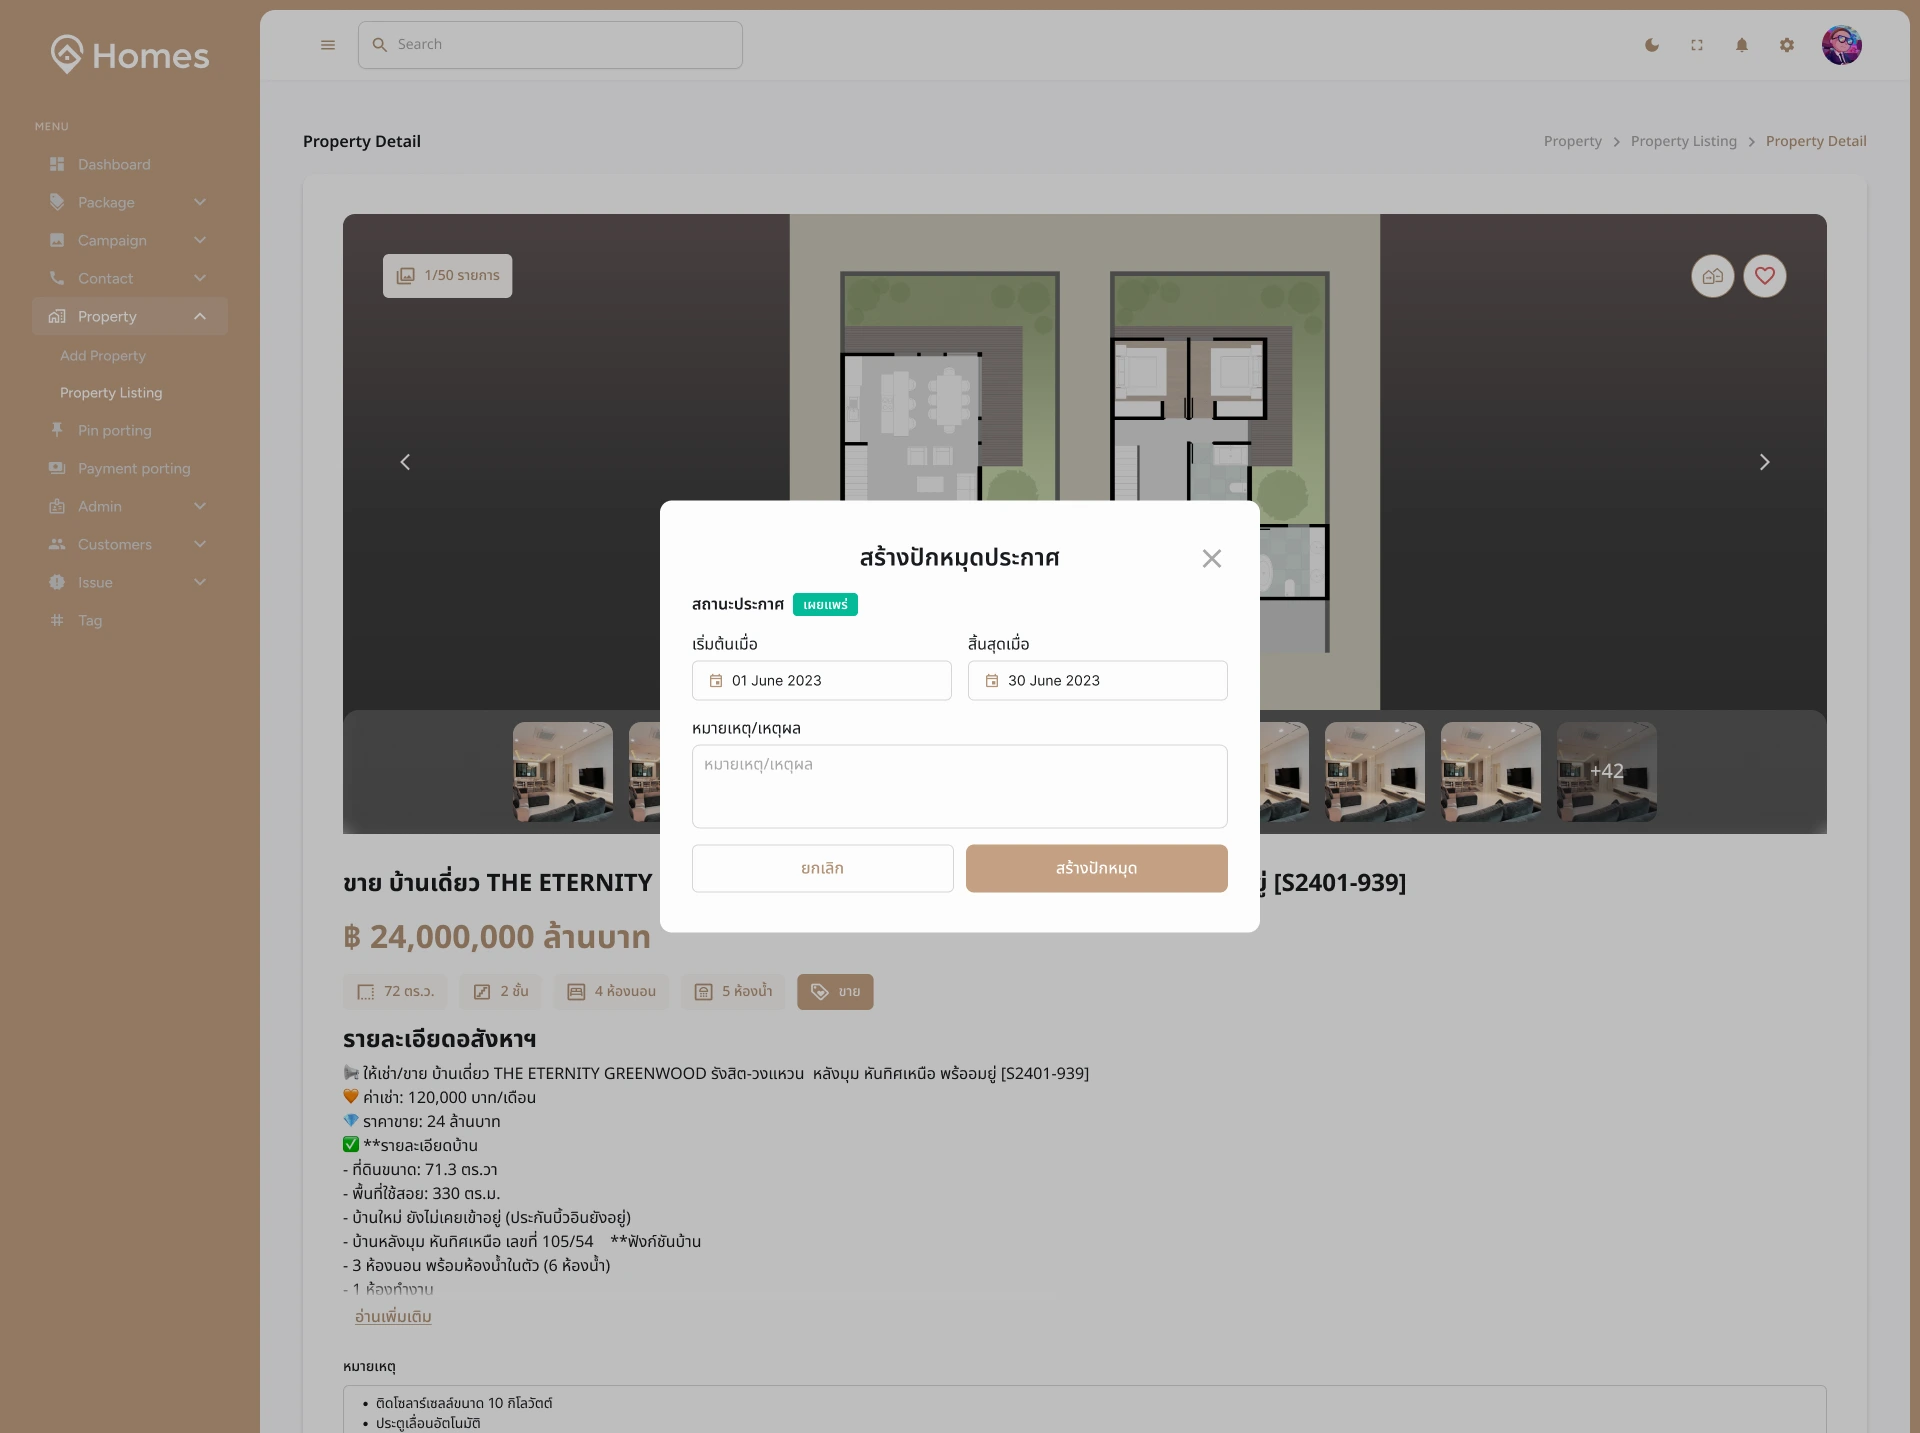 Homes
Search
MENU
Dashboard
Package
Campaign
Contact
Property
Add Property
Property Listing
Pin porting
Payment porting
Admin
Customers
Issue
Tag
Property Detail
Property > Property Listing > Property Detail
1/50 รายการ
+42
สร้างปักหมุดประกาศ
สถานะประกาศ เผยแพร่
เริ่มต้นเมื่อ สิ้นสุดเมื่อ
01 June 2023 30 June 2023
หมายเหตุ/เหตุผล
หมายเหตุ/เหตุผล
ยกเลิก สร้างปักหมุด
ขาย บ้านเดี่ยว THE ETERNITY [S2401-939]
฿ 24,000,000 ล้านบาท
72 ตร.ว. 2 ชั้น 4 ห้องนอน 5 ห้องน้ำ ขาย
รายละเอียดอสังหาฯ
📢 ให้เช่า/ขาย บ้านเดี่ยว THE ETERNITY GREENWOOD รังสิต-วงแหวน หลังมุม หันทิศเหนือ พร้ออมยู่ [S2401-939]
🧡 ค่าเช่า: 120,000 บาท/เดือน
💎 ราคาขาย: 24 ล้านบาท
✅ **รายละเอียดบ้าน
- ที่ดินขนาด: 71.3 ตร.วา
- พื้นที่ใช้สอย: 330 ตร.ม.
- บ้านใหม่ ยังไม่เคยเข้าอยู่ (ประกันบิ้วอินยังอยู่)
- บ้านหลังมุม หันทิศเหนือ เลขที่ 105/54 **ฟังก์ชันบ้าน
- 3 ห้องนอน พร้อมห้องน้ำในตัว (6 ห้องน้ำ)
- 1 ห้องทำงาน
อ่านเพิ่มเติม
หมายเหตุ
• ติดโซลาร์เซลล์ขนาด 10 กิโลวัตต์
• ประตูเลื่อนอัตโนมัติ